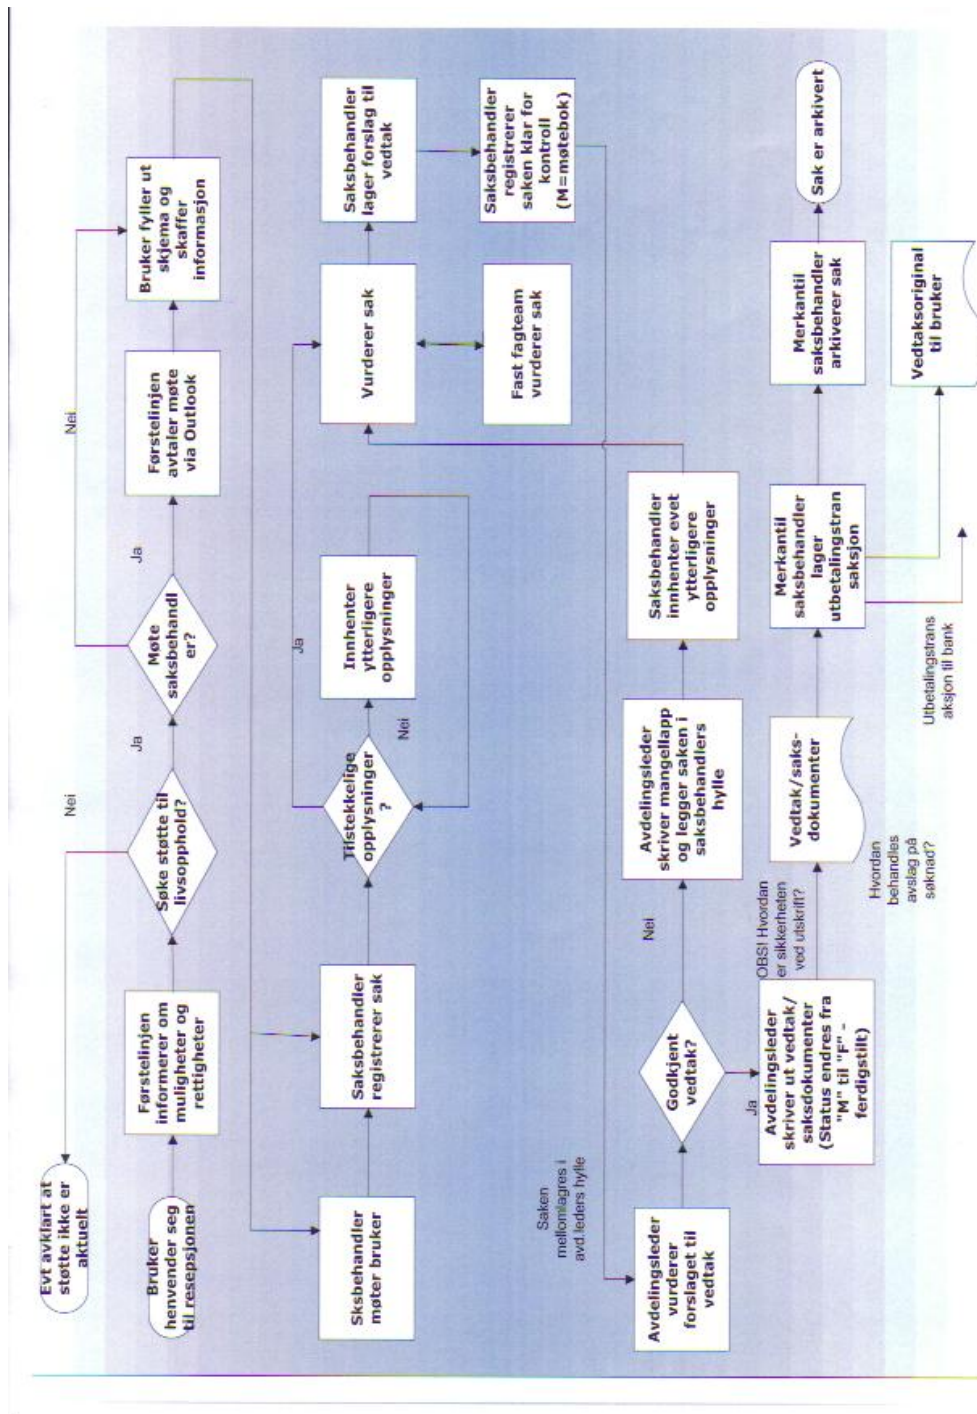 Evt avklart at
støtte ikke er
aktuelt
Nei
Nei
Bruker
henvender seg
til resepsjonen
Førstelinjen
informerer om
muligheter og
rettigheter
Søke støtte til
livsopphold?
Ja
Møte
saksbehandl
er?
Ja
Førstelinjen
avtaler møte
via Outlook
Bruker fyller ut
skjema og
skaffer
informasjon
Sksbehandler
møter bruker
Saksbehandler
registrerer sak
Tilstekkelige
opplysninger
?
Ja
Nei
Innhenter
ytterligere
opplysninger
Vurderer sak
Saksbehandler
lager forslag til
vedtak
Fast fagteam
vurderer sak
Saksbehandler
registrerer
saken klar for
kontroll
(M=møtebok)
Saken
mellomlagres i
avd.leders hylle
Avdelingsleder
vurderer
forslaget til
vedtak
Godkjent
vedtak?
Nei
Ja
Avdelingsleder
skriver mangellapp
og legger saken i
saksbehandlers
hylle
Saksbehandler
innhenter evet
ytterligere
opplysninger
Avdelingsleder
skriver ut vedtak/
saksdokumenter
(Status endres fra
"M" til "F" -
ferdigstilt)
OBS! Hvordan
er sikkerheten
ved utskrift?
Vedtak/saks-
dokumenter
Merkantil
saksbehandler
lager
utbetalingstran
saksjon
Merkantil
saksbehandler
arkiverer sak
Sak er arkivert
Hvordan
behandles
avslag på
søknad?
Utbetalingstrans
aksjon til bank
Vedtaksoriginal
til bruker